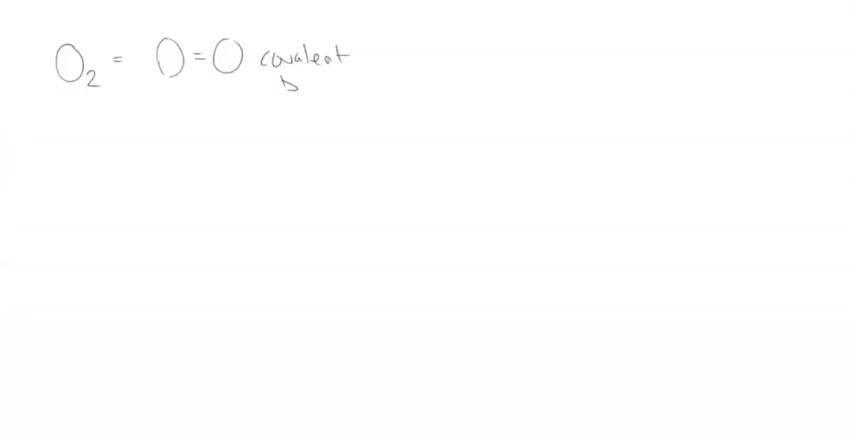 O₂ = O=O covalent